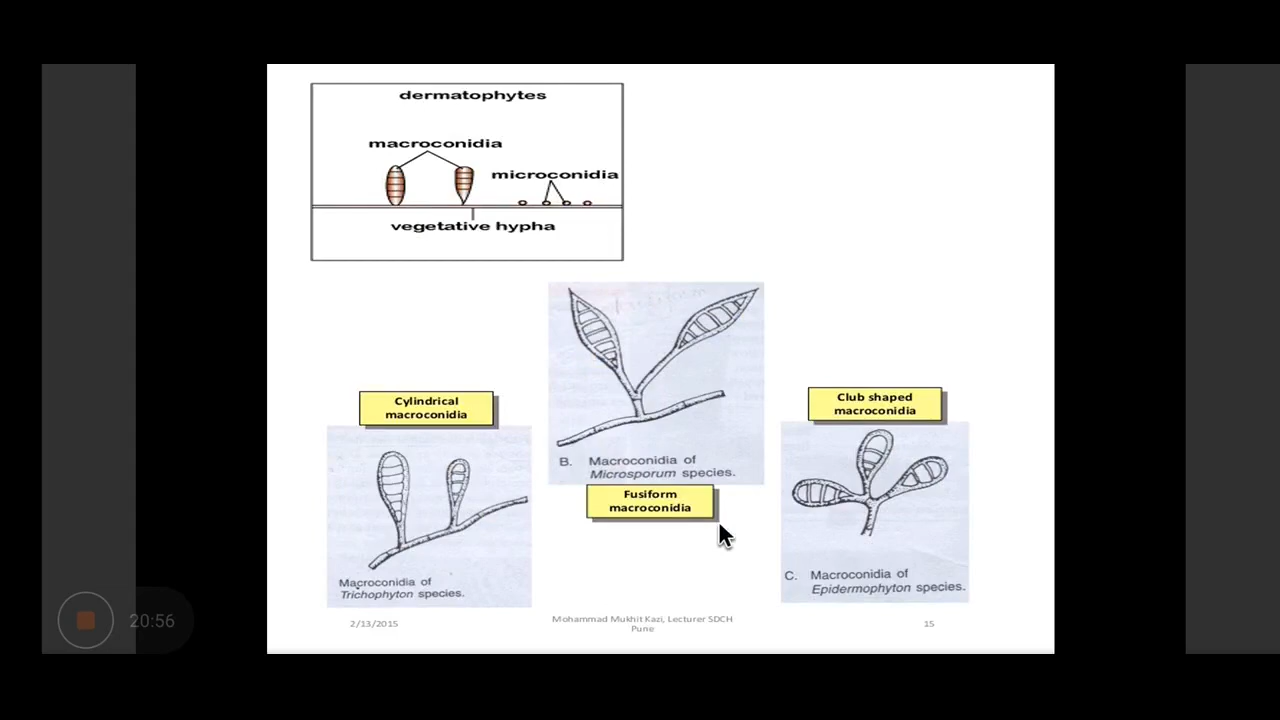 dermatophytes
macroconidia
microconidia
vegetative hypha
Cylindrical
macroconidia
Macroconidia of
Trichophyton species.
B. Macroconidia of
Microsporum species.
Fusiform
macroconidia
Club shaped
macroconidia
C. Macroconidia of
Epidermophyton species.
20:56
2/13/2015
Mohammad Mukhit Kazi, Lecturer SDCH
Pune
15